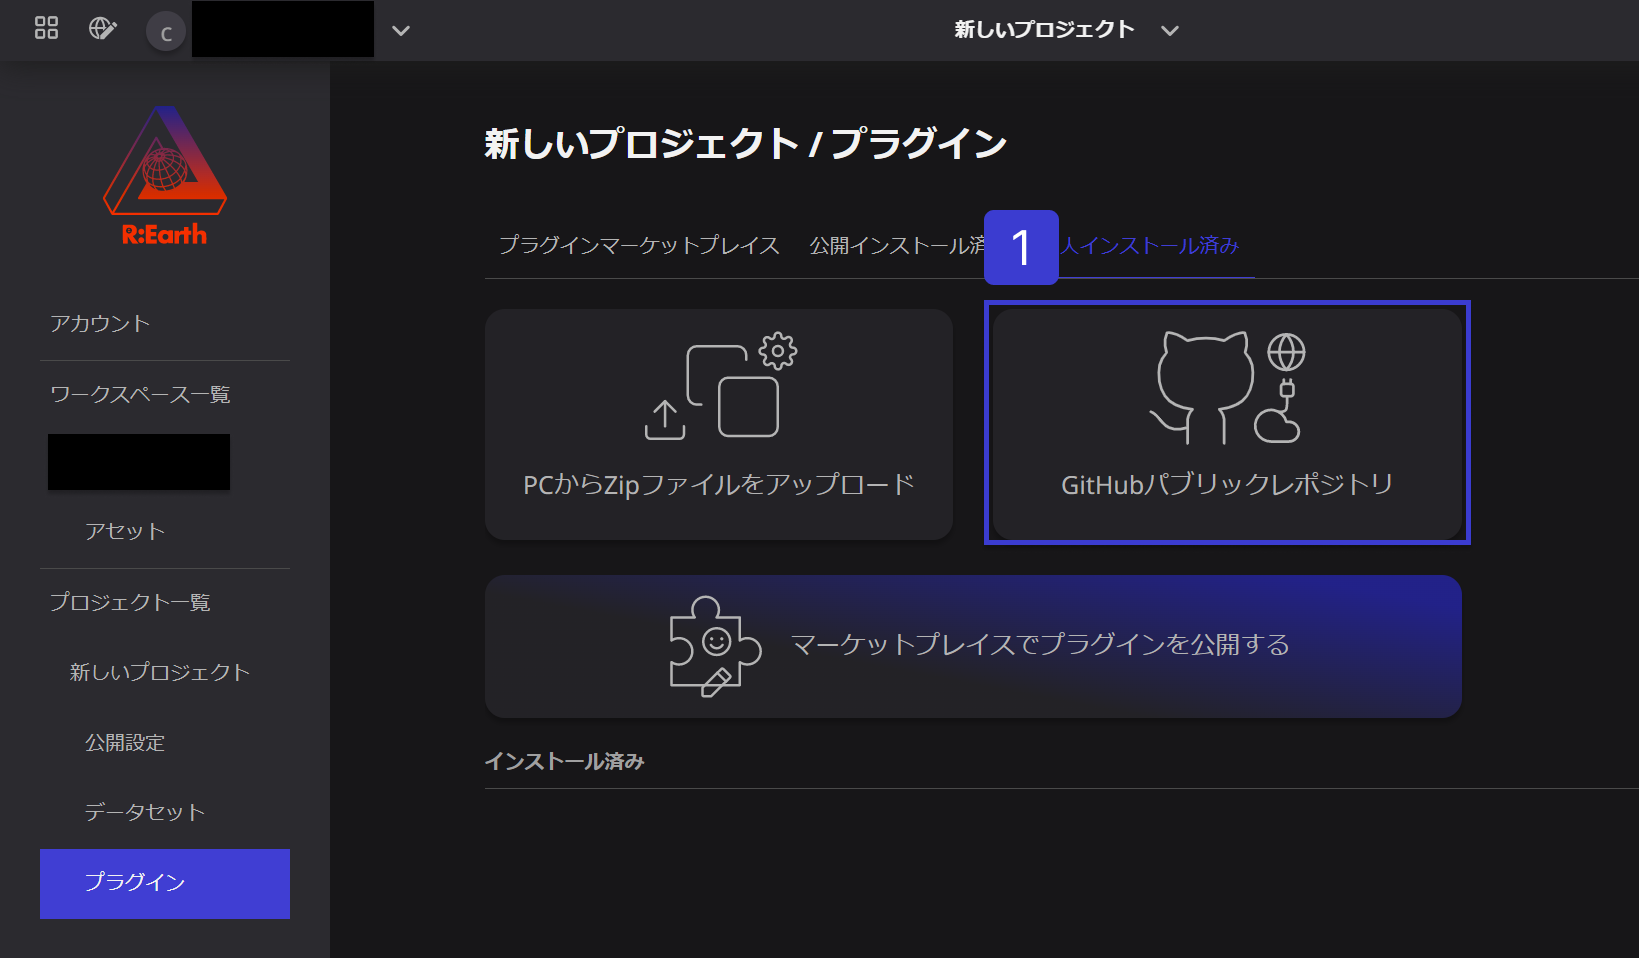 C
新しいプロジェクト
R:Earth
アカウント
ワークスペース一覧
アセット
プロジェクト一覧
新しいプロジェクト
公開設定
データセット
プラグイン
新しいプロジェクト / プラグイン
プラグインマーケットプレイス 公開インストール済 1 人インストール済み
PCからZipファイルをアップロード
GitHubパブリックレポジトリ
マーケットプレイスでプラグインを公開する
インストール済み